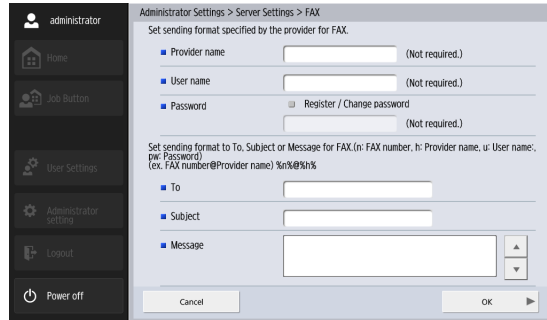 administrator
Home
Job Button
User Settings
Administrator
setting
Logout
Power off
Administrator Settings > Server Settings > FAX
Set sending format specified by the provider for FAX.
Provider name
(Not required.)
User name
(Not required.)
Password
Register / Change password
(Not required.)
Set sending format to To, Subject or Message for FAX.(n: FAX number, h: Provider name, u: User name:,
pw: Password)
(ex. FAX number@Provider name) %n%@%h%
To
Subject
Message
Cancel
OK